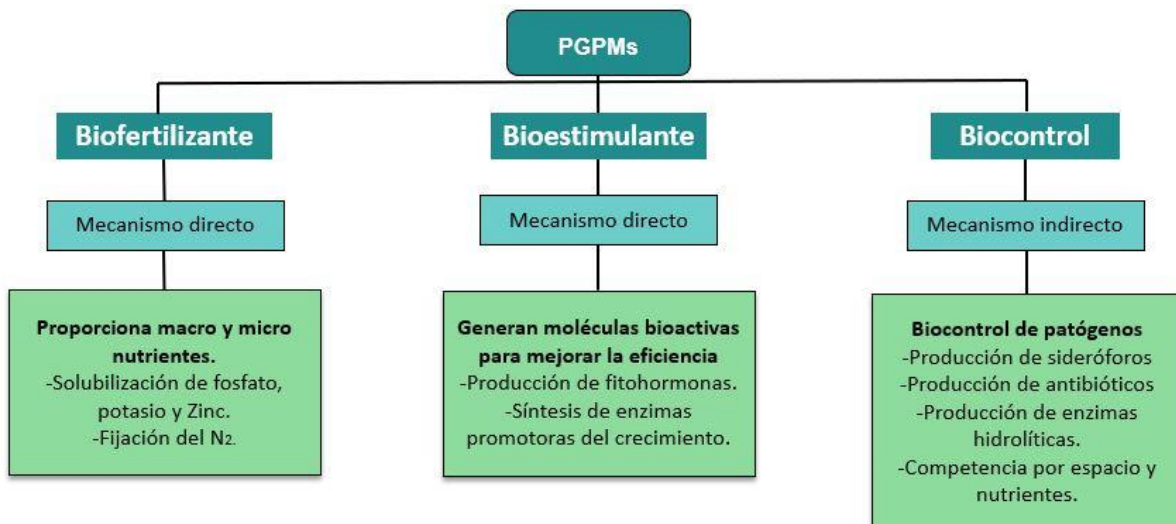 PGPMs
Biofertilizante
Bioestimulante
Biocontrol
Mecanismo directo
Mecanismo directo
Mecanismo indirecto
Proporciona macro y micro
nutrientes.
-Solubilización de fosfato,
potasio y Zinc.
-Fijación del N₂.
Generan moléculas bioactivas
para mejorar la eficiencia
-Producción de fitohormonas.
-Síntesis de enzimas
promotoras del crecimiento.
Biocontrol de patógenos
-Producción de sideróforos
-Producción de antibióticos
-Producción de enzimas
hidrolíticas.
-Competencia por espacio y
nutrientes.